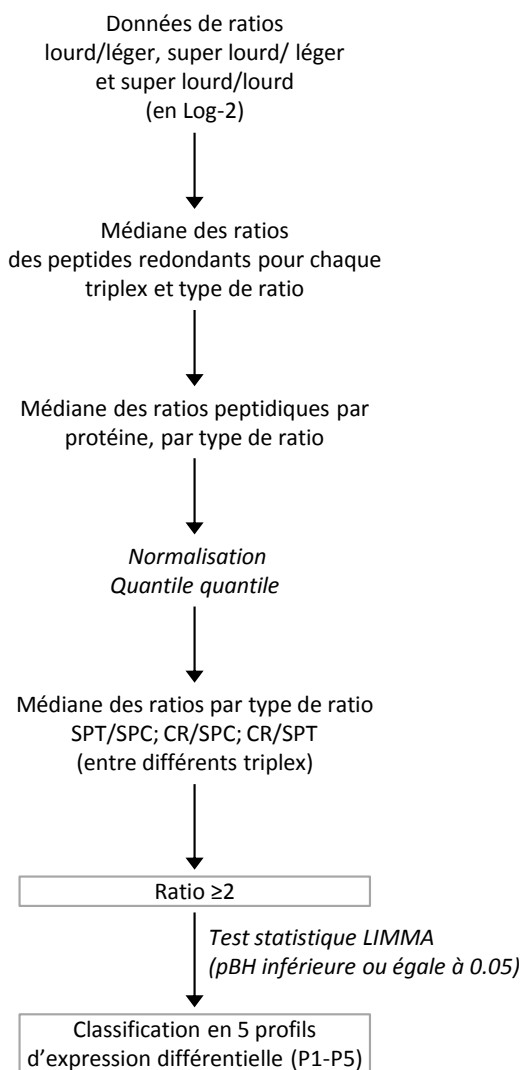 Données de ratios
lourd/léger, super lourd/ léger
et super lourd/lourd
(en Log-2)
Médiane des ratios
des peptides redondants pour chaque
triplex et type de ratio
Médiane des ratios peptidiques par
protéine, par type de ratio
Normalisation
Quantile quantile
Médiane des ratios par type de ratio
SPT/SPC; CR/SPC; CR/SPT
(entre différents triplex)
Ratio ≥2
Test statistique LIMMA
(pBH inférieure ou égale à 0.05)
Classification en 5 profils
d'expression différentielle (P1-P5)